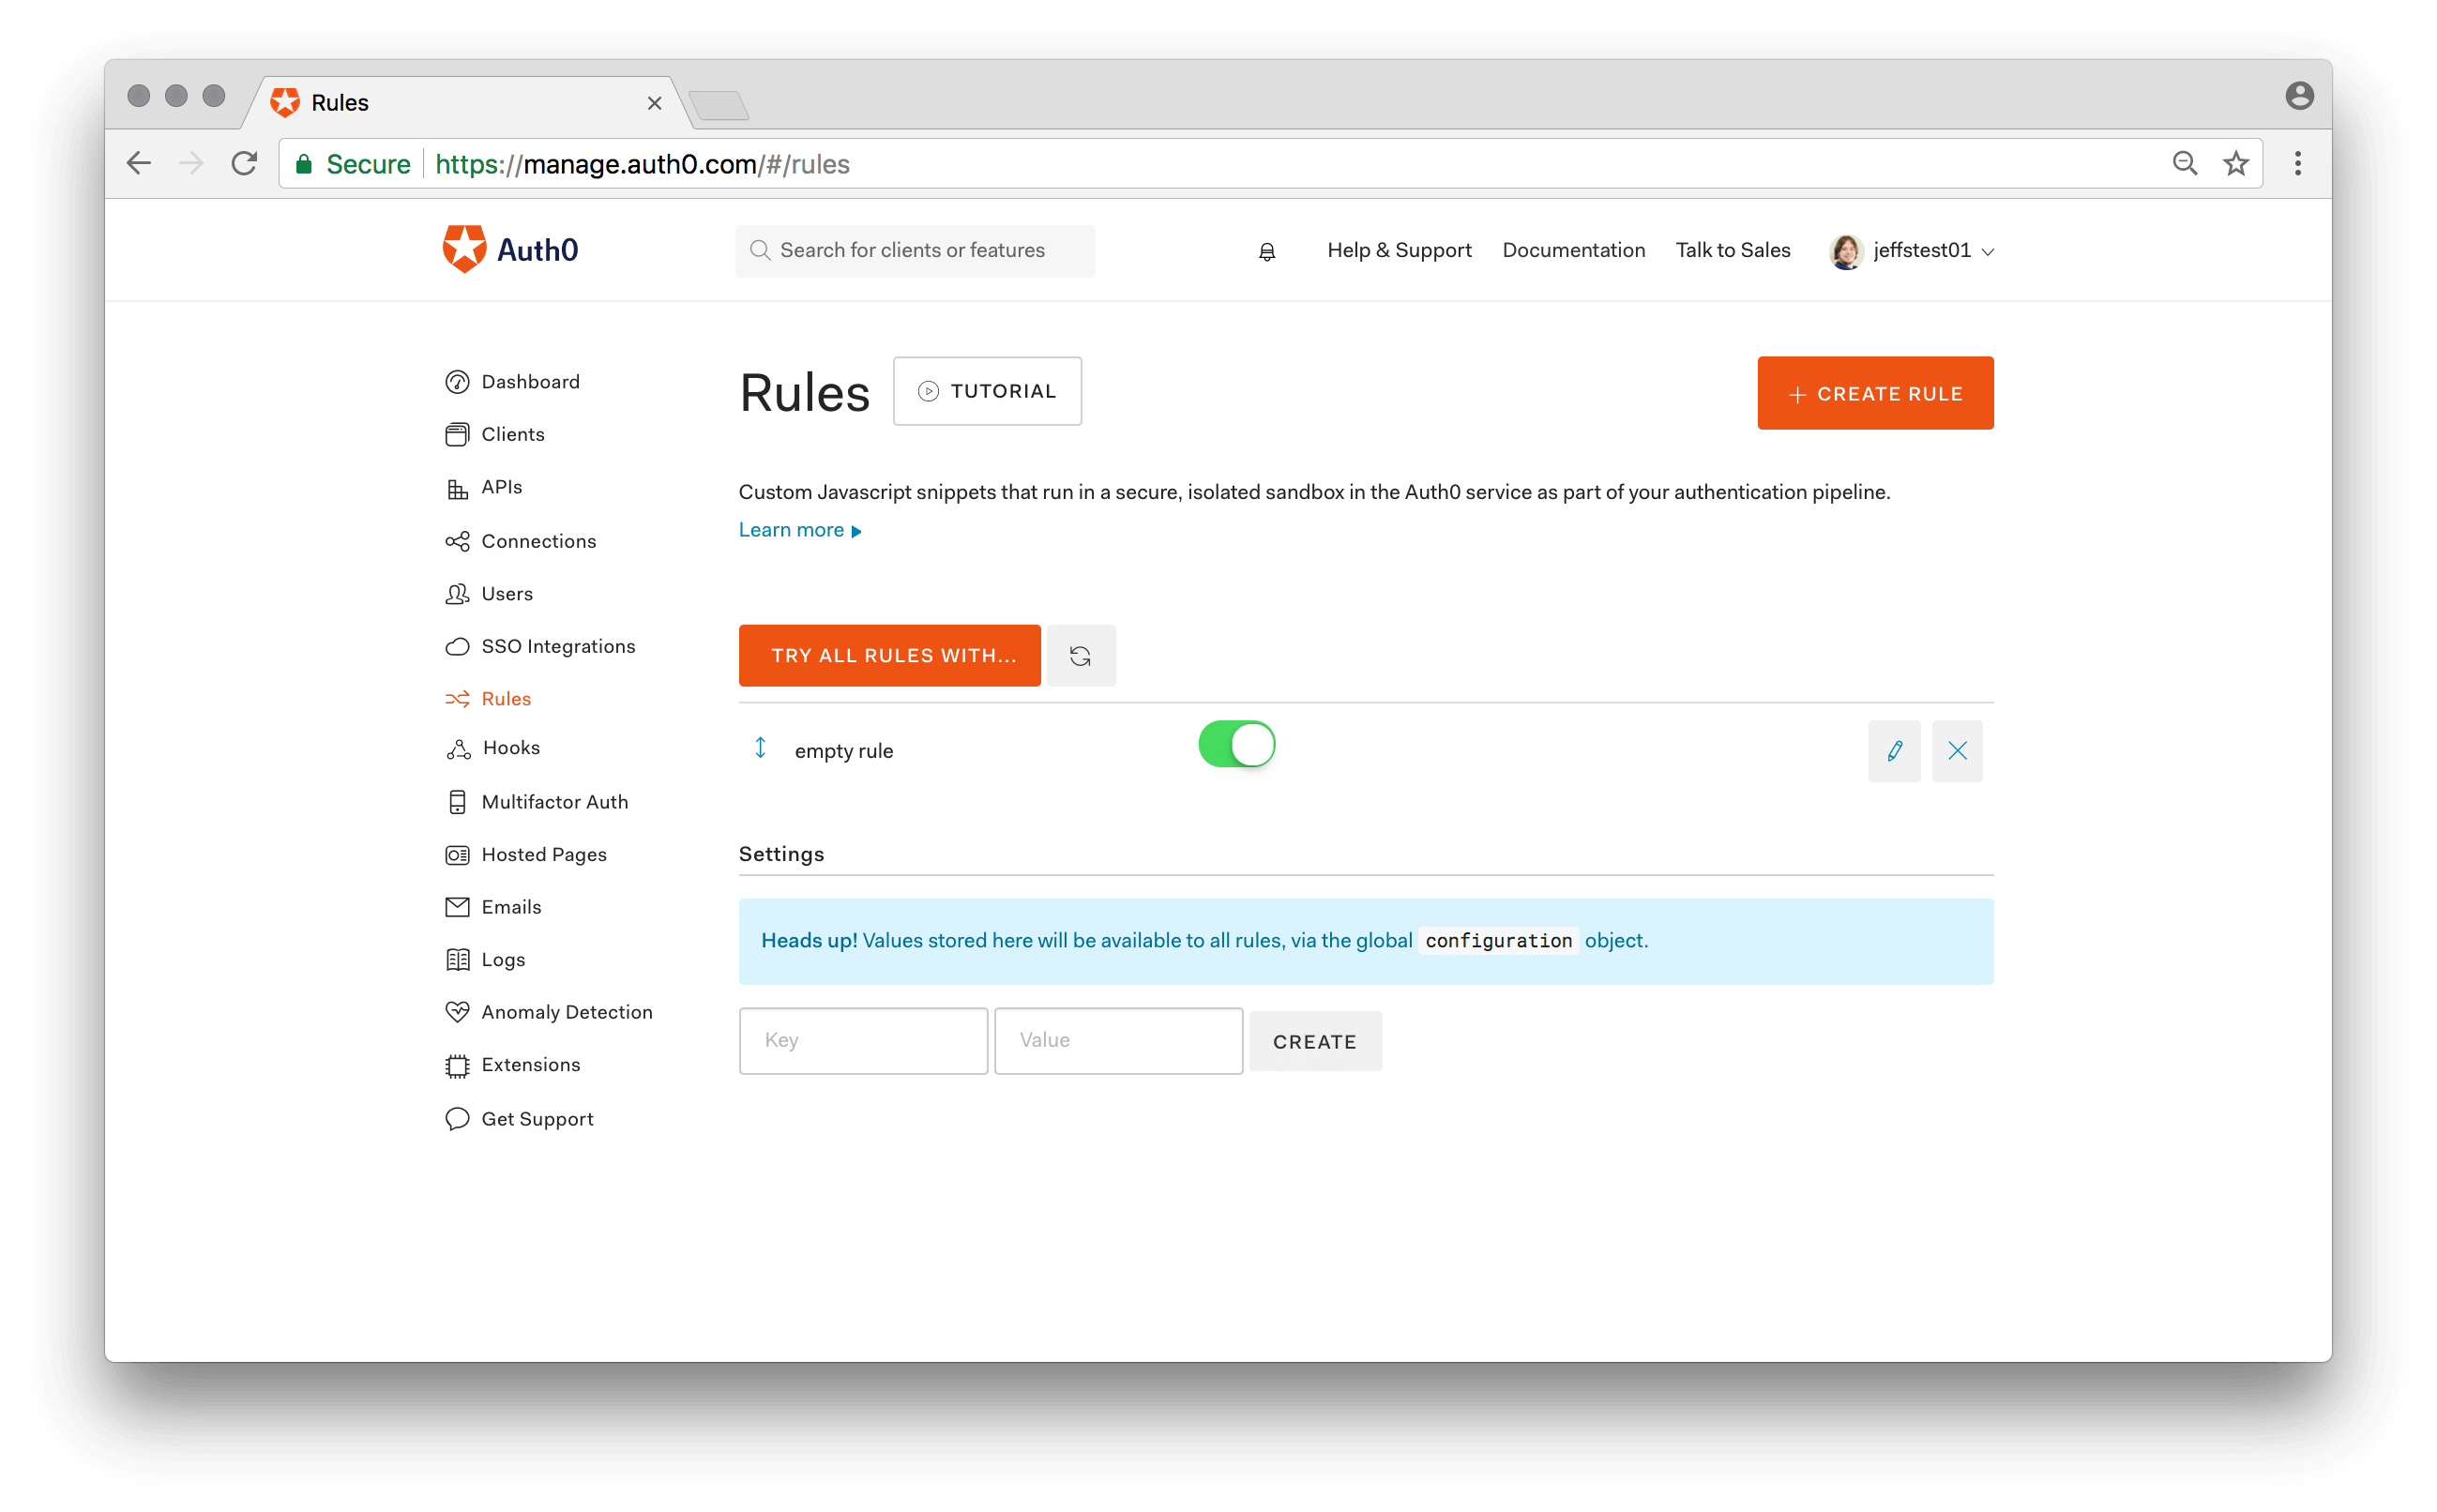 Rules
Secure https://manage.auth0.com/#/rules
Auth0
Search for clients or features
Help & Support
Documentation
Talk to Sales
jeffstest01
Dashboard
Clients
APIs
Connections
Users
SSO Integrations
Rules
Hooks
Multifactor Auth
Hosted Pages
Emails
Logs
Anomaly Detection
Extensions
Get Support
Rules
TUTORIAL
CREATE RULE
Custom Javascript snippets that run in a secure, isolated sandbox in the Auth0 service as part of your authentication pipeline.
Learn more
TRY ALL RULES WITH...
empty rule
Settings
Heads up! Values stored here will be available to all rules, via the global configuration object.
Key
Value
CREATE